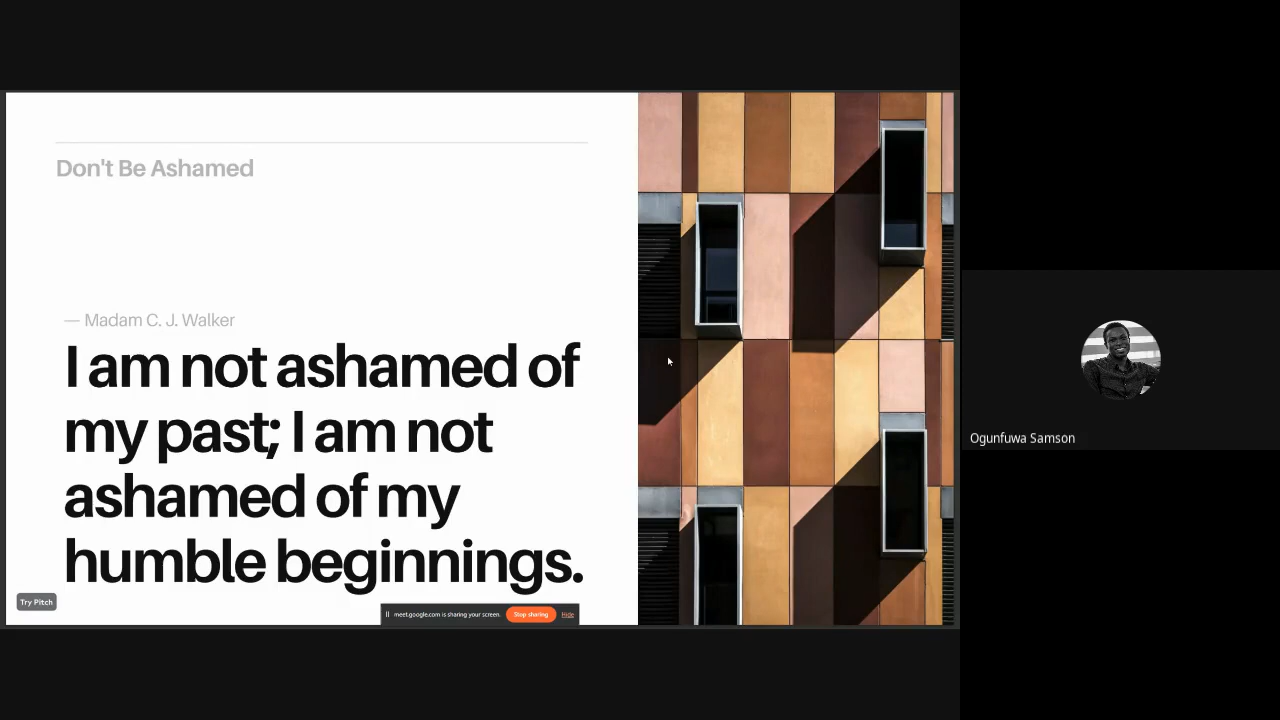 Don't Be Ashamed
— Madam C. J. Walker
I am not ashamed of
my past; I am not
ashamed of my
humble beginnings.
Try Pitch
meet.google.com is sharing your screen. Stop sharing Hide
Ogunfuwa Samson